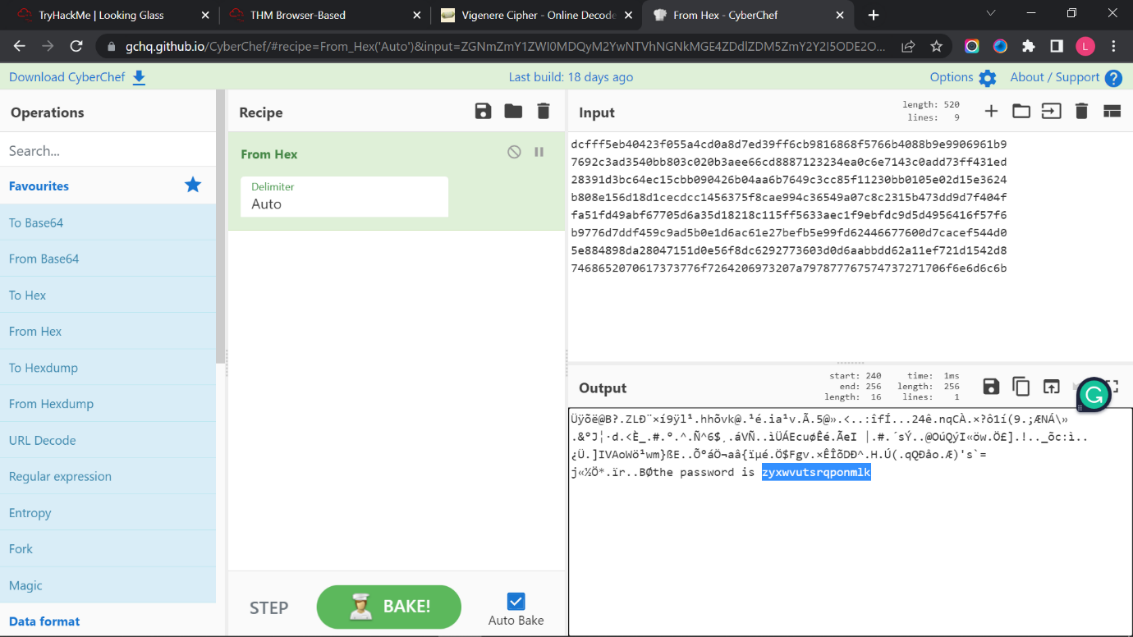 TryHackMe | Looking Glass
THM Browser-Based
Vigenere Cipher - Online Decode
From Hex - CyberChef
gchq.github.io/CyberChef/#recipe=From_Hex('Auto')&input=ZGNmZmY1ZWI0MDQyM2YwNTVhNGNkMGE4ZDdlZDM5ZmY2Y2I5ODE2O...
Download CyberChef
Last build: 18 days ago
Options
About / Support
Operations
Search...
Favourites
To Base64
From Base64
To Hex
From Hex
To Hexdump
From Hexdump
URL Decode
Regular expression
Entropy
Fork
Magic
Data format
Recipe
From Hex
Delimiter
Auto
STEP
BAKE!
Auto Bake
Input
length: 520
lines: 9
dcfff5eb40423f055a4cd0a8d7ed39ff6cb9816868f5766b4088b9e9906961b9
7692c3ad3540bb803c020b3aee66cd8887123234ea0c6e7143c0add73ff431ed
28391d3bc64ec15cbb090426b04aa6b7649c3cc85f11230bb0105e02d15e3624
b808e156d18d1cecdcc1456375f8cae994c36549a07c8c2315b473dd9d7f404f
fa51fd49abf67705d6a35d18218c115ff5633aec1f9ebfdc9d5d4956416f57f6
b9776d7ddf459c9ad5b0e1d6ac61e27befb5e99fd62446677600d7cacef544d0
5e884898da28047151d0e56f8dc6292773603d0d6aabbdd62a11ef721d1542d8
7468652070617373776f7264206973207a797877767574737271706f6e6d6c6b
Output
start: 240
end: 256
length: 16
time: 1ms
length: 256
lines: 1
the password is zyxwvutsrqponmlk